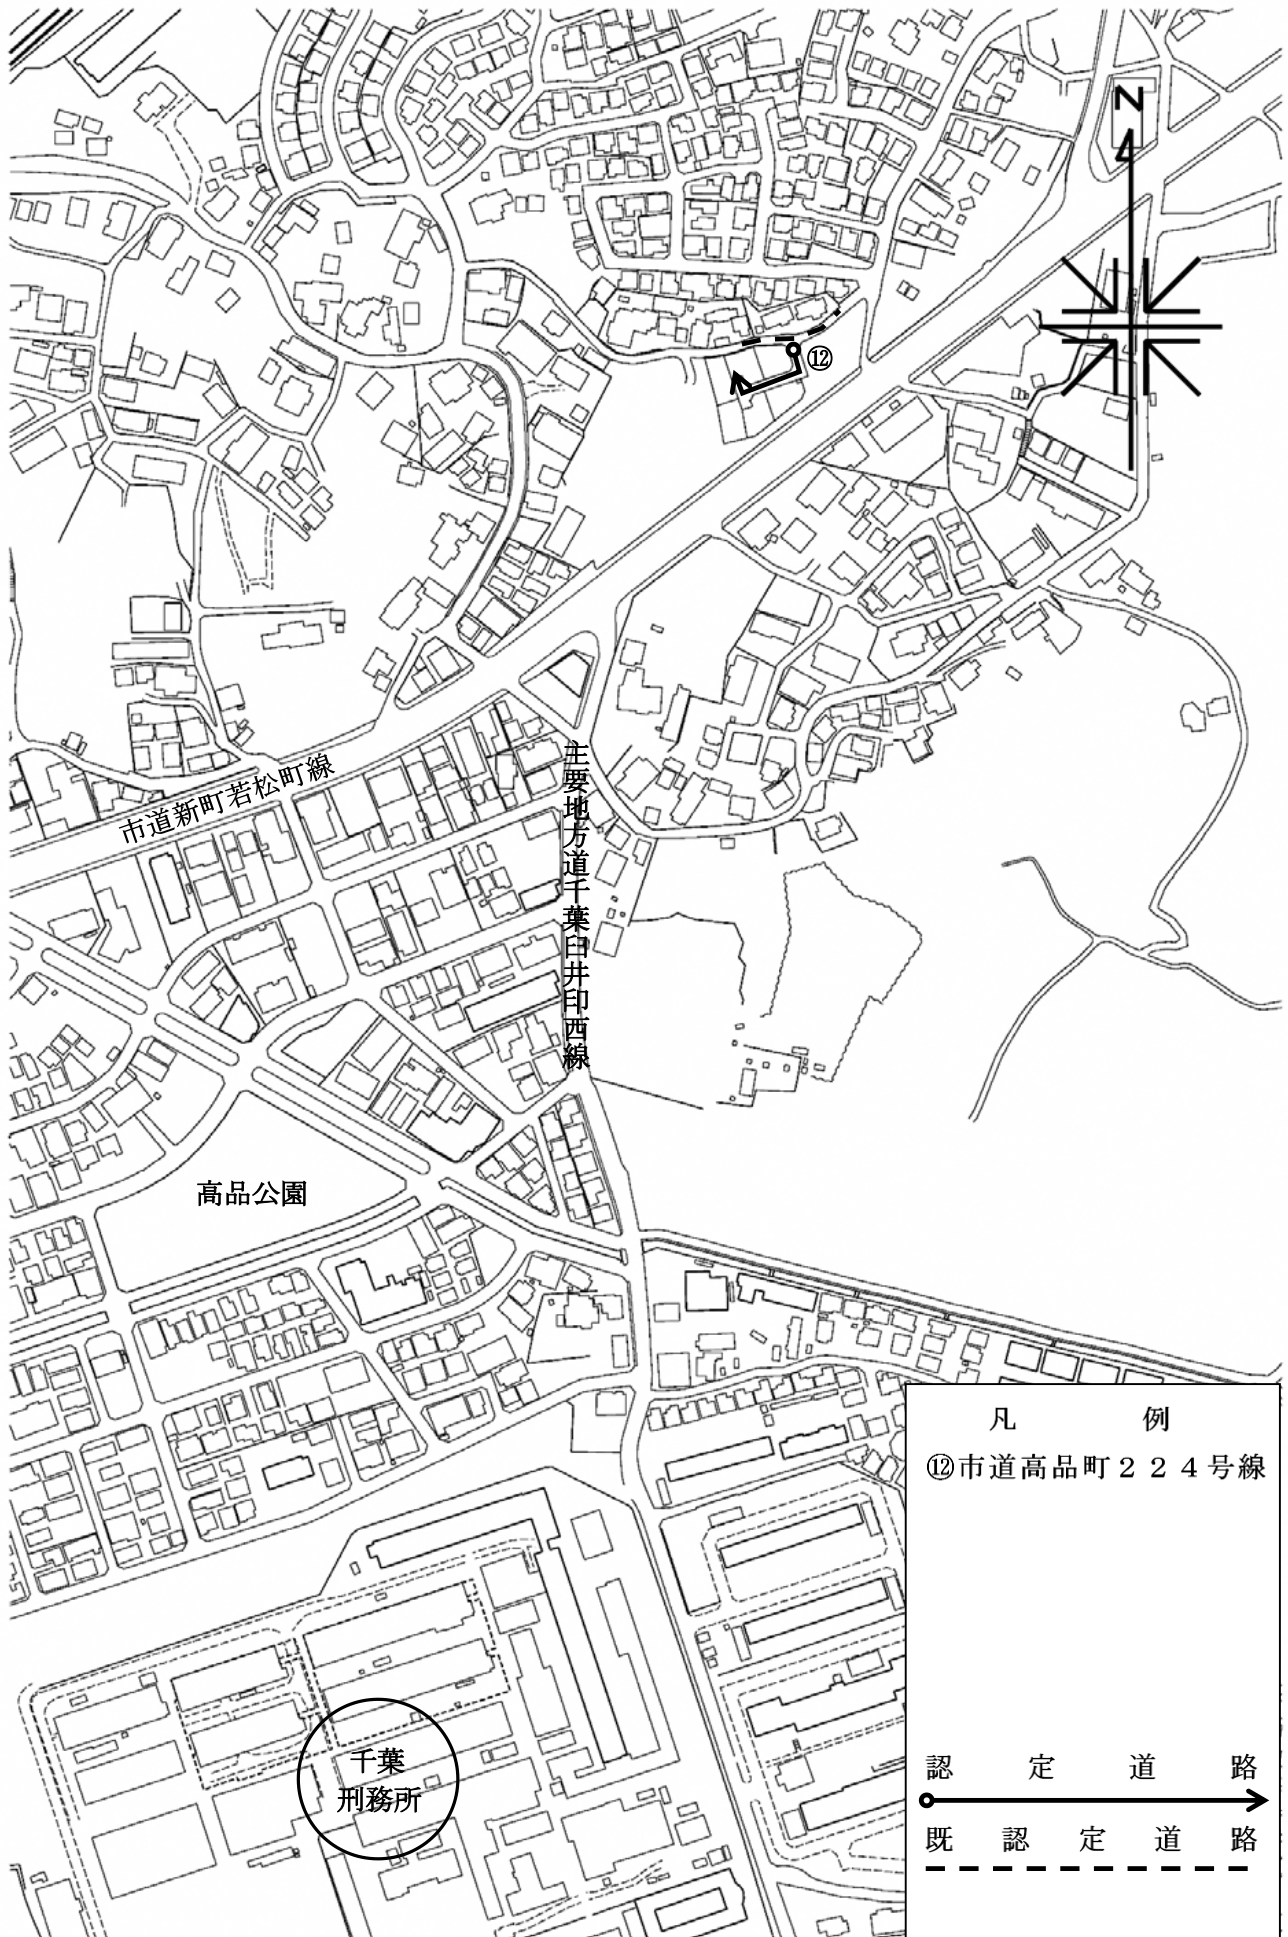 N
⑫
市道新町若松町線
主要地方道千葉臼井印西線
高品公園
千葉
刑務所
凡 例
⑫市道高品町２２４号線
認定道路
既認定道路